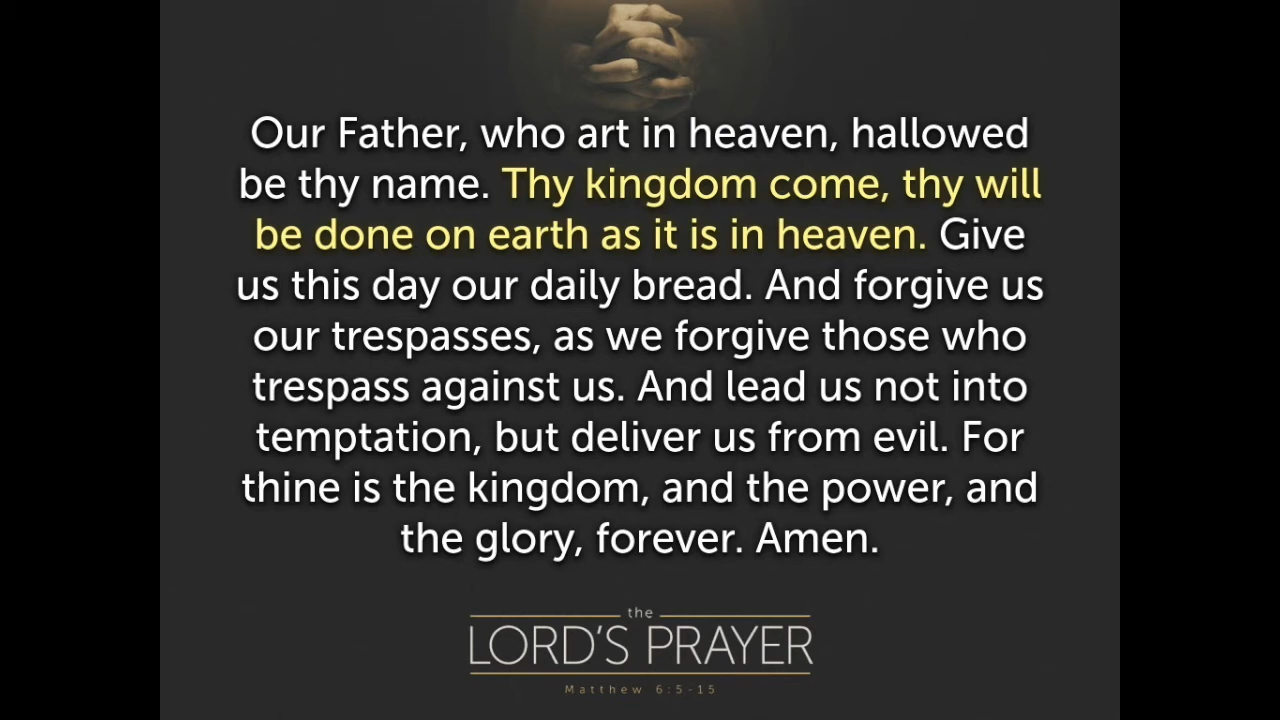 Our Father, who art in heaven, hallowed
be thy name. Thy kingdom come, thy will
be done on earth as it is in heaven. Give
us this day our daily bread. And forgive us
our trespasses, as we forgive those who
trespass against us. And lead us not into
temptation, but deliver us from evil. For
thine is the kingdom, and the power, and
the glory, forever. Amen.
the
LORD'S PRAYER
Matthew 6:5-15